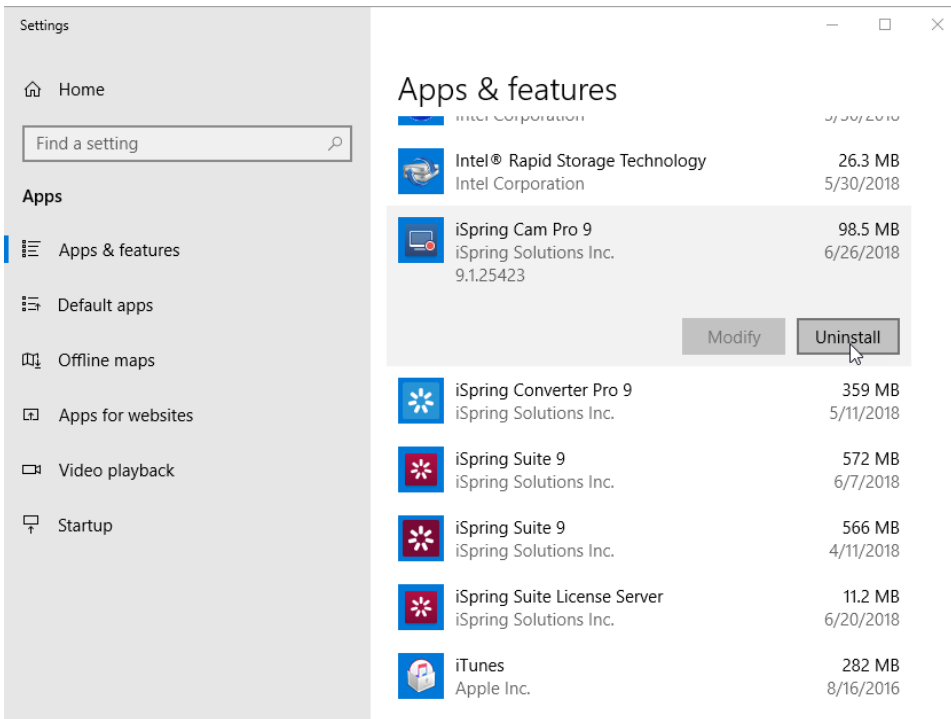 Settings
Home
Find a setting
Apps
Apps & features
Default apps
Offline maps
Apps for websites
Video playback
Startup
Apps & features
Intel Corporation 5/30/2018
Intel® Rapid Storage Technology 26.3 MB
Intel Corporation 5/30/2018
iSpring Cam Pro 9 98.5 MB
iSpring Solutions Inc. 6/26/2018
9.1.25423
Modify Uninstall
iSpring Converter Pro 9 359 MB
iSpring Solutions Inc. 5/11/2018
iSpring Suite 9 572 MB
iSpring Solutions Inc. 6/7/2018
iSpring Suite 9 566 MB
iSpring Solutions Inc. 4/11/2018
iSpring Suite License Server 11.2 MB
iSpring Solutions Inc. 6/20/2018
iTunes 282 MB
Apple Inc. 8/16/2016